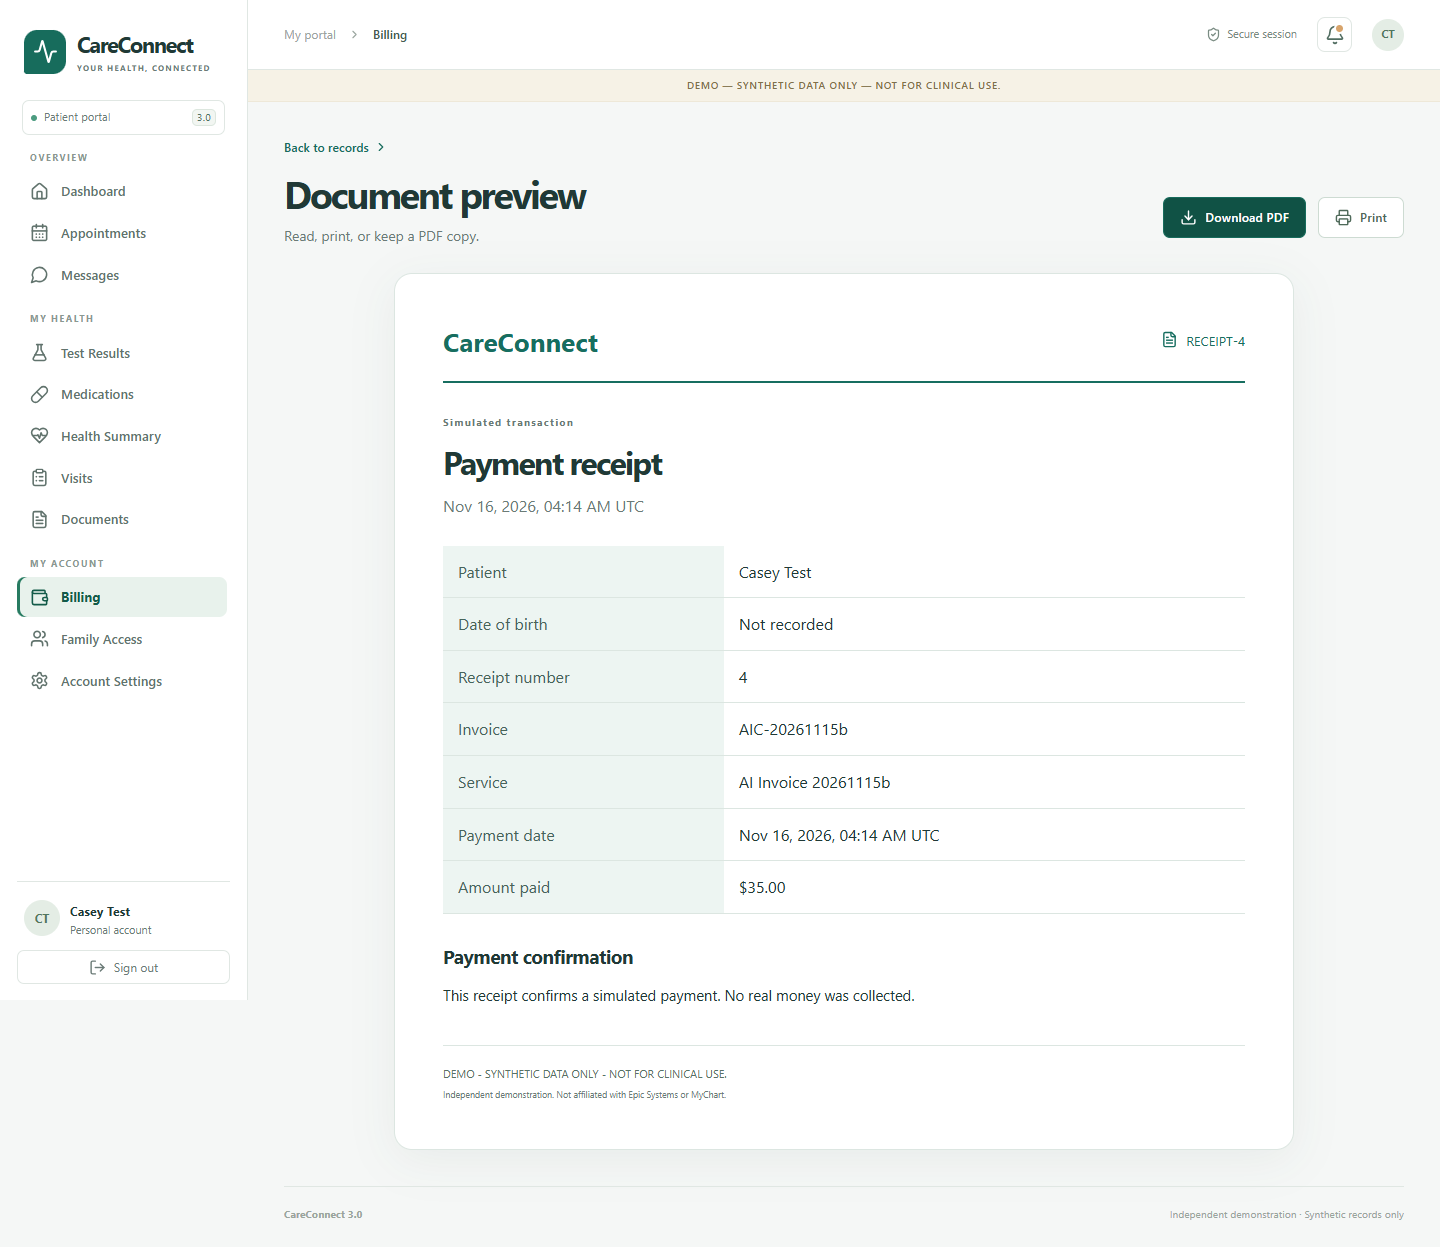 CareConnect
YOUR HEALTH, CONNECTED
Patient portal 3.0
OVERVIEW
Dashboard
Appointments
Messages
MY HEALTH
Test Results
Medications
Health Summary
Visits
Documents
MY ACCOUNT
Billing
Family Access
Account Settings
CT
Casey Test
Personal account
Sign out
My portal > Billing
Secure session
CT
DEMO — SYNTHETIC DATA ONLY — NOT FOR CLINICAL USE.
Back to records
Document preview
Read, print, or keep a PDF copy.
Download PDF
Print
CareConnect
RECEIPT-4
Simulated transaction
Payment receipt
Nov 16, 2026, 04:14 AM UTC
Patient Casey Test
Date of birth Not recorded
Receipt number 4
Invoice AIC-20261115b
Service AI Invoice 20261115b
Payment date Nov 16, 2026, 04:14 AM UTC
Amount paid $35.00
Payment confirmation
This receipt confirms a simulated payment. No real money was collected.
DEMO - SYNTHETIC DATA ONLY - NOT FOR CLINICAL USE.
Independent demonstration. Not affiliated with Epic Systems or MyChart.
CareConnect 3.0
Independent demonstration · Synthetic records only